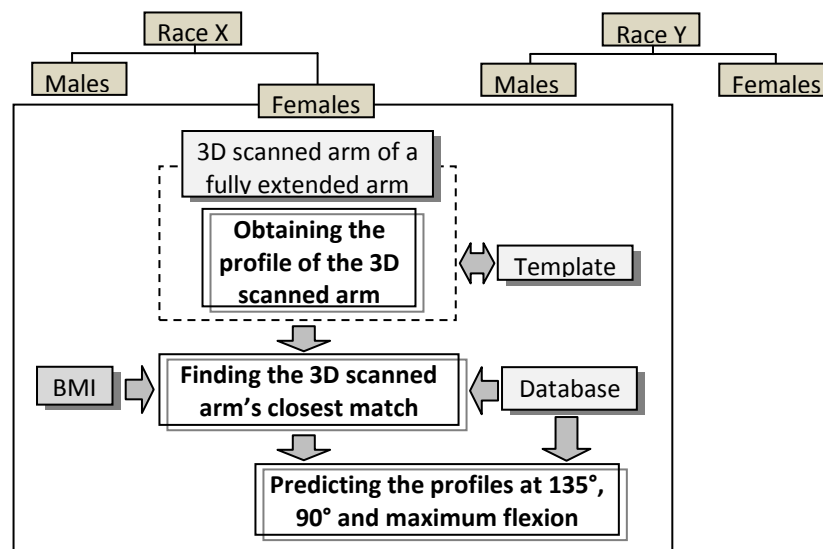 Race X
Race Y
Males
Females
Males
Females
3D scanned arm of a
fully extended arm
Obtaining the
profile of the 3D
scanned arm
Template
BMI
Finding the 3D scanned
arm's closest match
Database
Predicting the profiles at 135°,
90° and maximum flexion